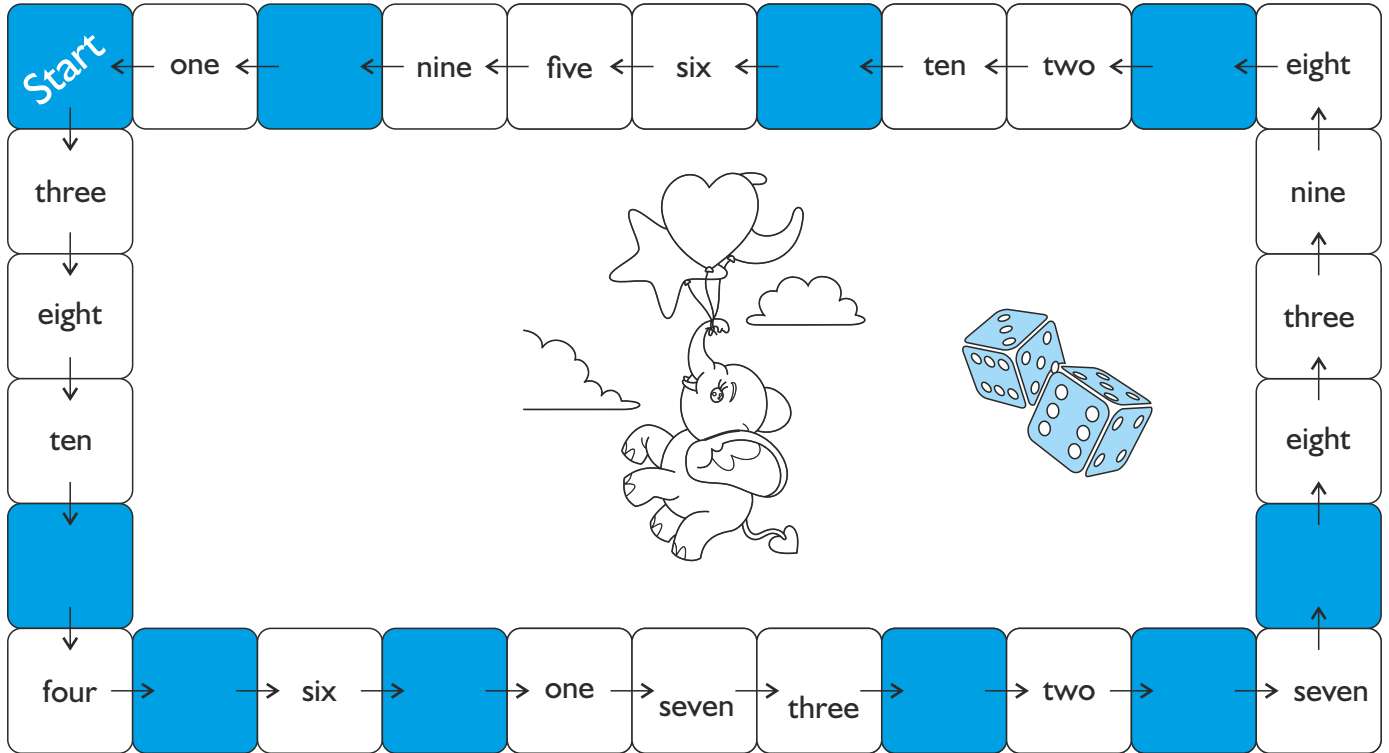 Start
one
nine
five
six
ten
two
eight
three
nine
eight
three
ten
eight
four
six
one
seven
three
two
seven